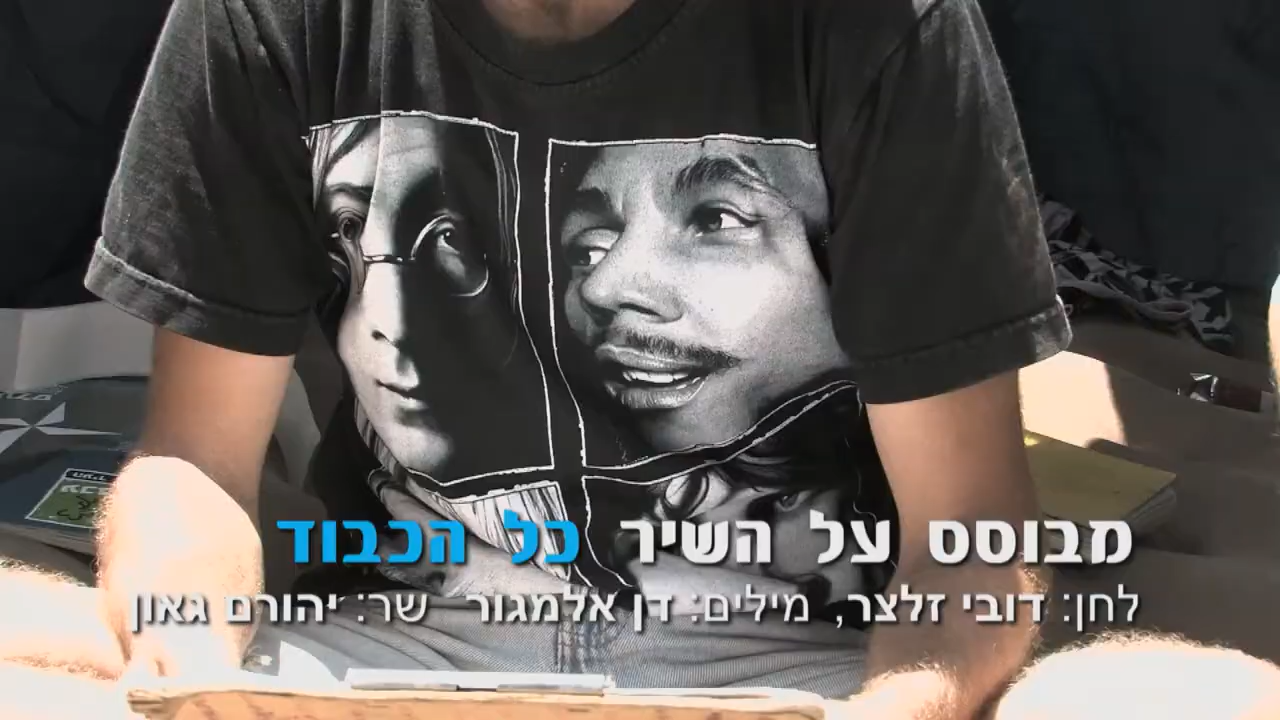 מבוסס על השיר כל הכבוד
לחן: דובי זלצר, מילים: דן אלמגור שר: יהורם גאון